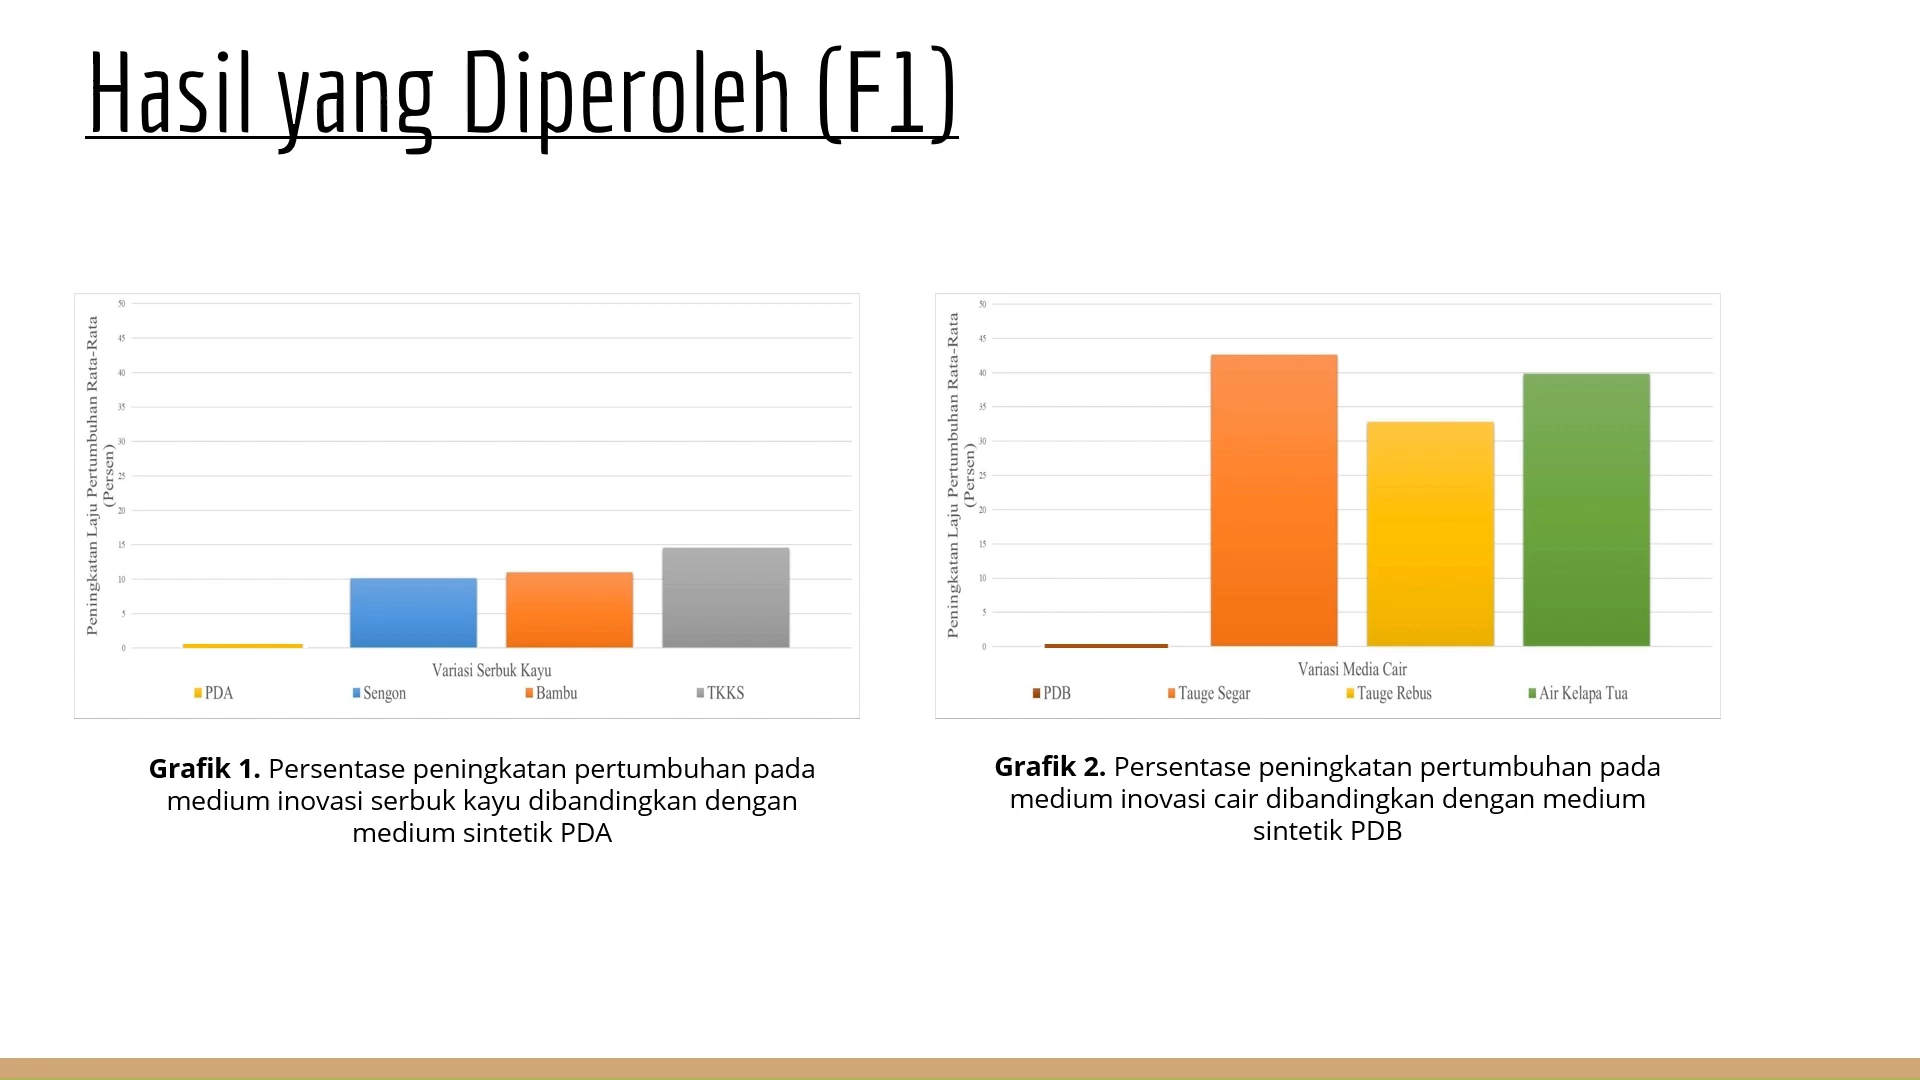 Hasil yang Diperoleh (F1)
Peningkatan Laju Pertumbuhan Rata-Rata
(Persen)
50
45
40
35
30
25
20
15
10
5
0
Variasi Serbuk Kayu
PDA Sengon Bambu TKKS
Grafik 1. Persentase peningkatan pertumbuhan pada
medium inovasi serbuk kayu dibandingkan dengan
medium sintetik PDA
Peningkatan Laju Pertumbuhan Rata-Rata
(Persen)
50
45
40
35
30
25
20
15
10
5
0
Variasi Media Cair
PDB Tauge Segar Tauge Rebus Air Kelapa Tua
Grafik 2. Persentase peningkatan pertumbuhan pada
medium inovasi cair dibandingkan dengan medium
sintetik PDB